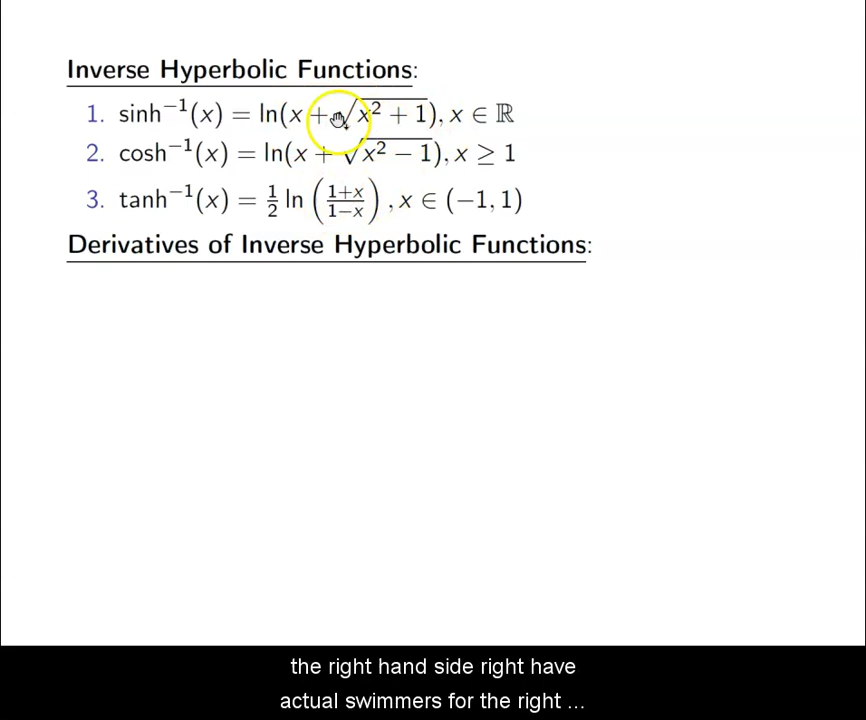 Inverse Hyperbolic Functions:
1. sinh⁻¹(x) = ln(x + √(x² + 1)), x ∈ ℝ
2. cosh⁻¹(x) = ln(x + √(x² − 1)), x ≥ 1
3. tanh⁻¹(x) = ½ ln ((1+x)/(1−x)), x ∈ (−1, 1)
Derivatives of Inverse Hyperbolic Functions:
the right hand side right have
actual swimmers for the right ...